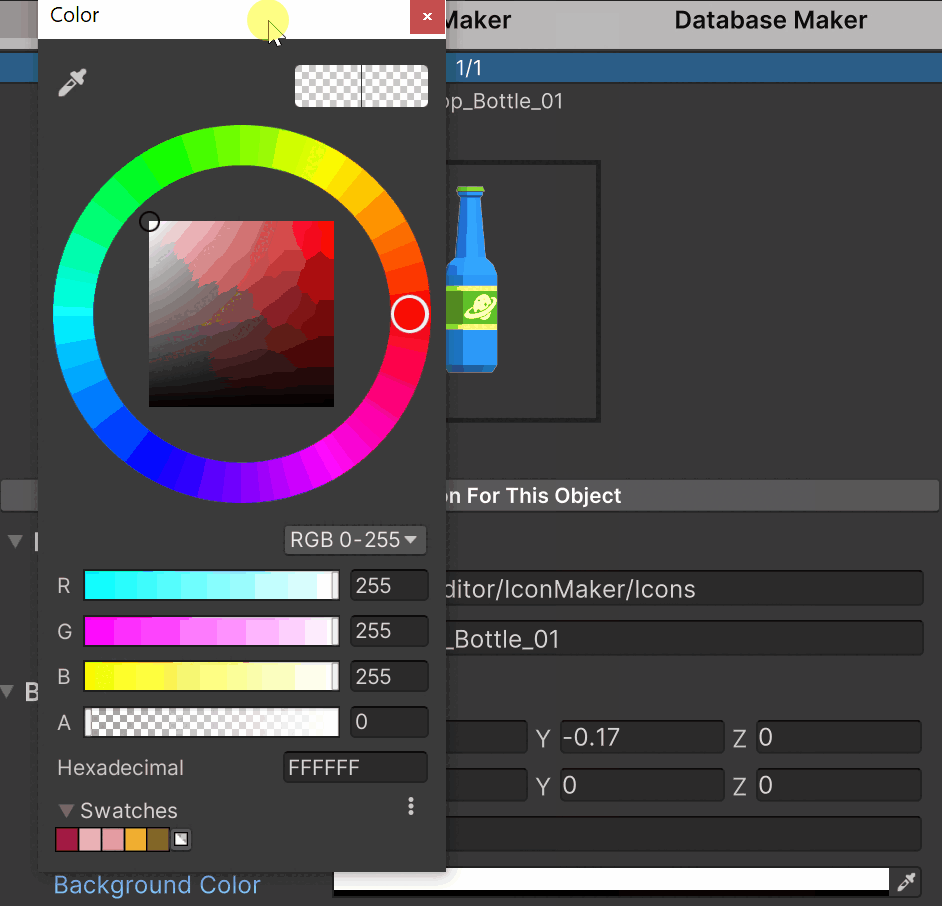 Color
Maker
Database Maker
1/1
op_Bottle_01
on For This Object
RGB 0-255
R 255
ditor/IconMaker/Icons
G 255
_Bottle_01
B 255
B
A 0
Y -0.17 Z 0
Hexadecimal FFFFFF
Y 0 Z 0
Swatches
Background Color